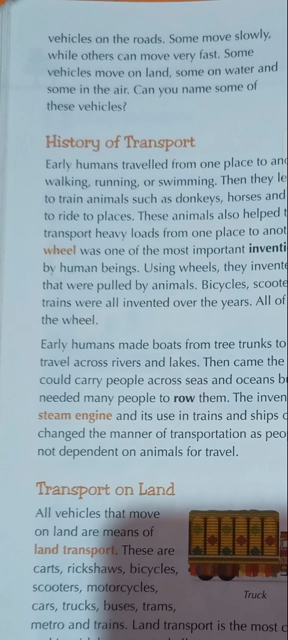 vehicles on the roads. Some move slowly,
while others can move very fast. Some
vehicles move on land, some on water and
some in the air. Can you name some of
these vehicles?
History of Transport
Early humans travelled from one place to
walking, running, or swimming. Then they
to train animals such as donkeys, horses and
to ride to places. These animals also helped
transport heavy loads from one place to
wheel was one of the most important
by human beings. Using wheels, they
that were pulled by animals. Bicycles,
trains were all invented over the years. All of
the wheel.
Early humans made boats from tree trunks to
travel across rivers and lakes. Then came the
could carry people across seas and oceans
needed many people to row them. The
steam engine and its use in trains and ships
changed the manner of transportation as
not dependent on animals for travel.
Transport on Land
All vehicles that move
on land are means of
land transport. These are
carts, rickshaws, bicycles,
scooters, motorcycles,
Truck
cars, trucks, buses, trams,
metro and trains. Land transport is the most